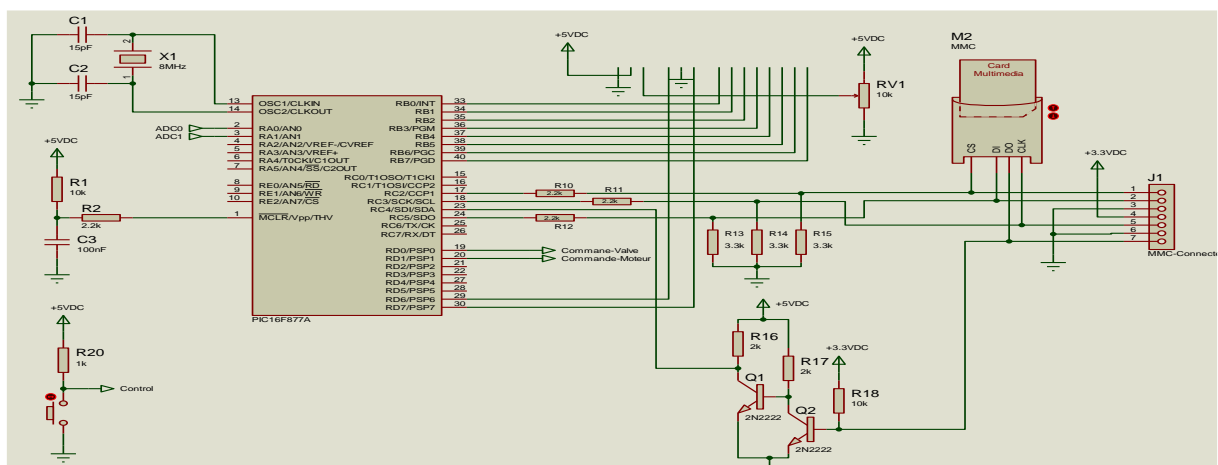 C1
15pF
C2
15pF
X1
8MHz
2
1
+5VDC
+5VDC
RV1
10k
M2
MMC
Card
Multimedia
CS
DI
DO
CLK
+3.3VDC
J1
1
2
3
4
5
6
7
MMC-Connecte
ADC0
ADC1
+5VDC
R1
10k
R2
2.2k
C3
100nF
13 OSC1/CLKIN
14 OSC2/CLKOUT
2 RA0/AN0
3 RA1/AN1
4 RA2/AN2/VREF-/CVREF
5 RA3/AN3/VREF+
6 RA4/T0CKI/C1OUT
7 RA5/AN4/SS/C2OUT
8 RE0/AN5/RD
9 RE1/AN6/WR
10 RE2/AN7/CS
1 MCLR/Vpp/THV
RB0/INT 33
RB1 34
RB2 35
RB3/PGM 36
RB4 37
RB5 38
RB6/PGC 39
RB7/PGD 40
RC0/T1OSO/T1CKI 15
RC1/T1OSI/CCP2 16
RC2/CCP1 17
RC3/SCK/SCL 18
RC4/SDI/SDA 23
RC5/SDO 24
RC6/TX/CK 25
RC7/RX/DT 26
RD0/PSP0 19
RD1/PSP1 20
RD2/PSP2 21
RD3/PSP3 22
RD4/PSP4 27
RD5/PSP5 28
RD6/PSP6 29
RD7/PSP7 30
PIC16F877A
R10
2.2k
R11
2.2k
R12
2.2k
R13
3.3k
R14
3.3k
R15
3.3k
Commane-Valve
Commande-Moteur
+5VDC
R20
1k
Control
+5VDC
R16
2k
R17
2k
+3.3VDC
R18
10k
Q1
2N2222
Q2
2N2222